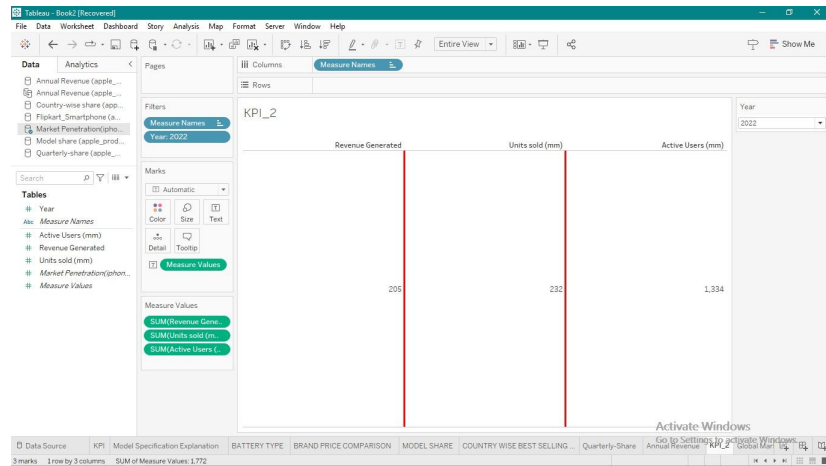 Tableau - Book2 [Recovered]
File Data Worksheet Dashboard Story Analysis Map Format Server Window Help
Entire View
Show Me
Data Analytics
Annual Revenue (apple_...
Annual Revenue (apple_...
Country-wise share (app...
Flipkart_Smartphone (a...
Market Penetration(ipho...
Model share (apple_prod...
Quarterly-share (apple_...
Search
Tables
# Year
Abc Measure Names
# Active Users (mm)
# Revenue Generated
# Units sold (mm)
# Market Penetration(iphon...
# Measure Values
Pages
Filters
Measure Names
Year: 2022
Marks
Automatic
Color Size Text
Detail Tooltip
Measure Values
Measure Values
SUM(Revenue Gene..
SUM(Units sold (m..
SUM(Active Users (..
Columns Measure Names
Rows
KPI_2
Revenue Generated Units sold (mm) Active Users (mm)
205 232 1,334
Year
2022
Activate Windows
Go to Settings to activate Windows.
Data Source KPI Model Specification Explanation BATTERY TYPE BRAND PRICE COMPARISON MODEL SHARE COUNTRY WISE BEST SELLING ... Quarterly-Share Annual Revenue KPI_2 Global Mar
3 marks 1 row by 3 columns SUM of Measure Values: 1,772